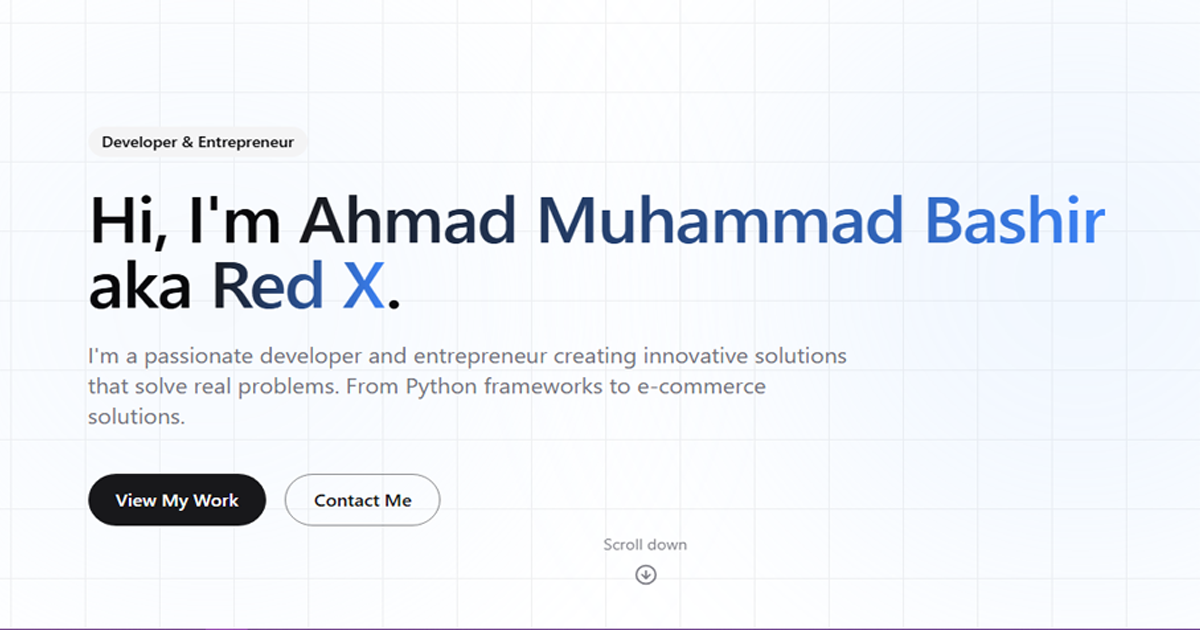 Developer & Entrepreneur
Hi, I'm Ahmad Muhammad Bashir
aka Red X.
I'm a passionate developer and entrepreneur creating innovative solutions
that solve real problems. From Python frameworks to e-commerce
solutions.
View My Work
Contact Me
Scroll down